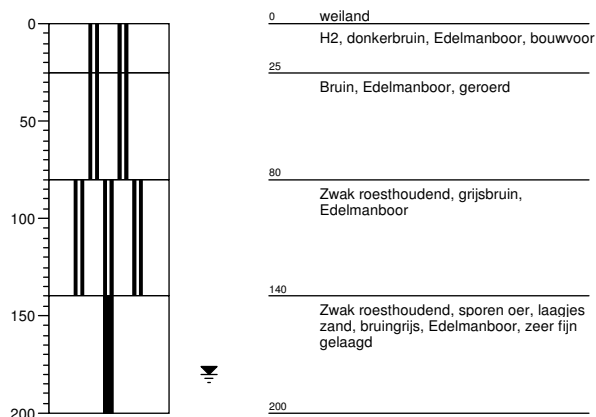 0
50
100
150
200
0 weiland
H2, donkerbruin, Edelmanboor, bouwvoor
25
Bruin, Edelmanboor, geroerd
80
Zwak roesthoudend, grijsbruin,
Edelmanboor
140
Zwak roesthoudend, sporen oer, laagjes
zand, bruingrijs, Edelmanboor, zeer fijn
gelaagd
200